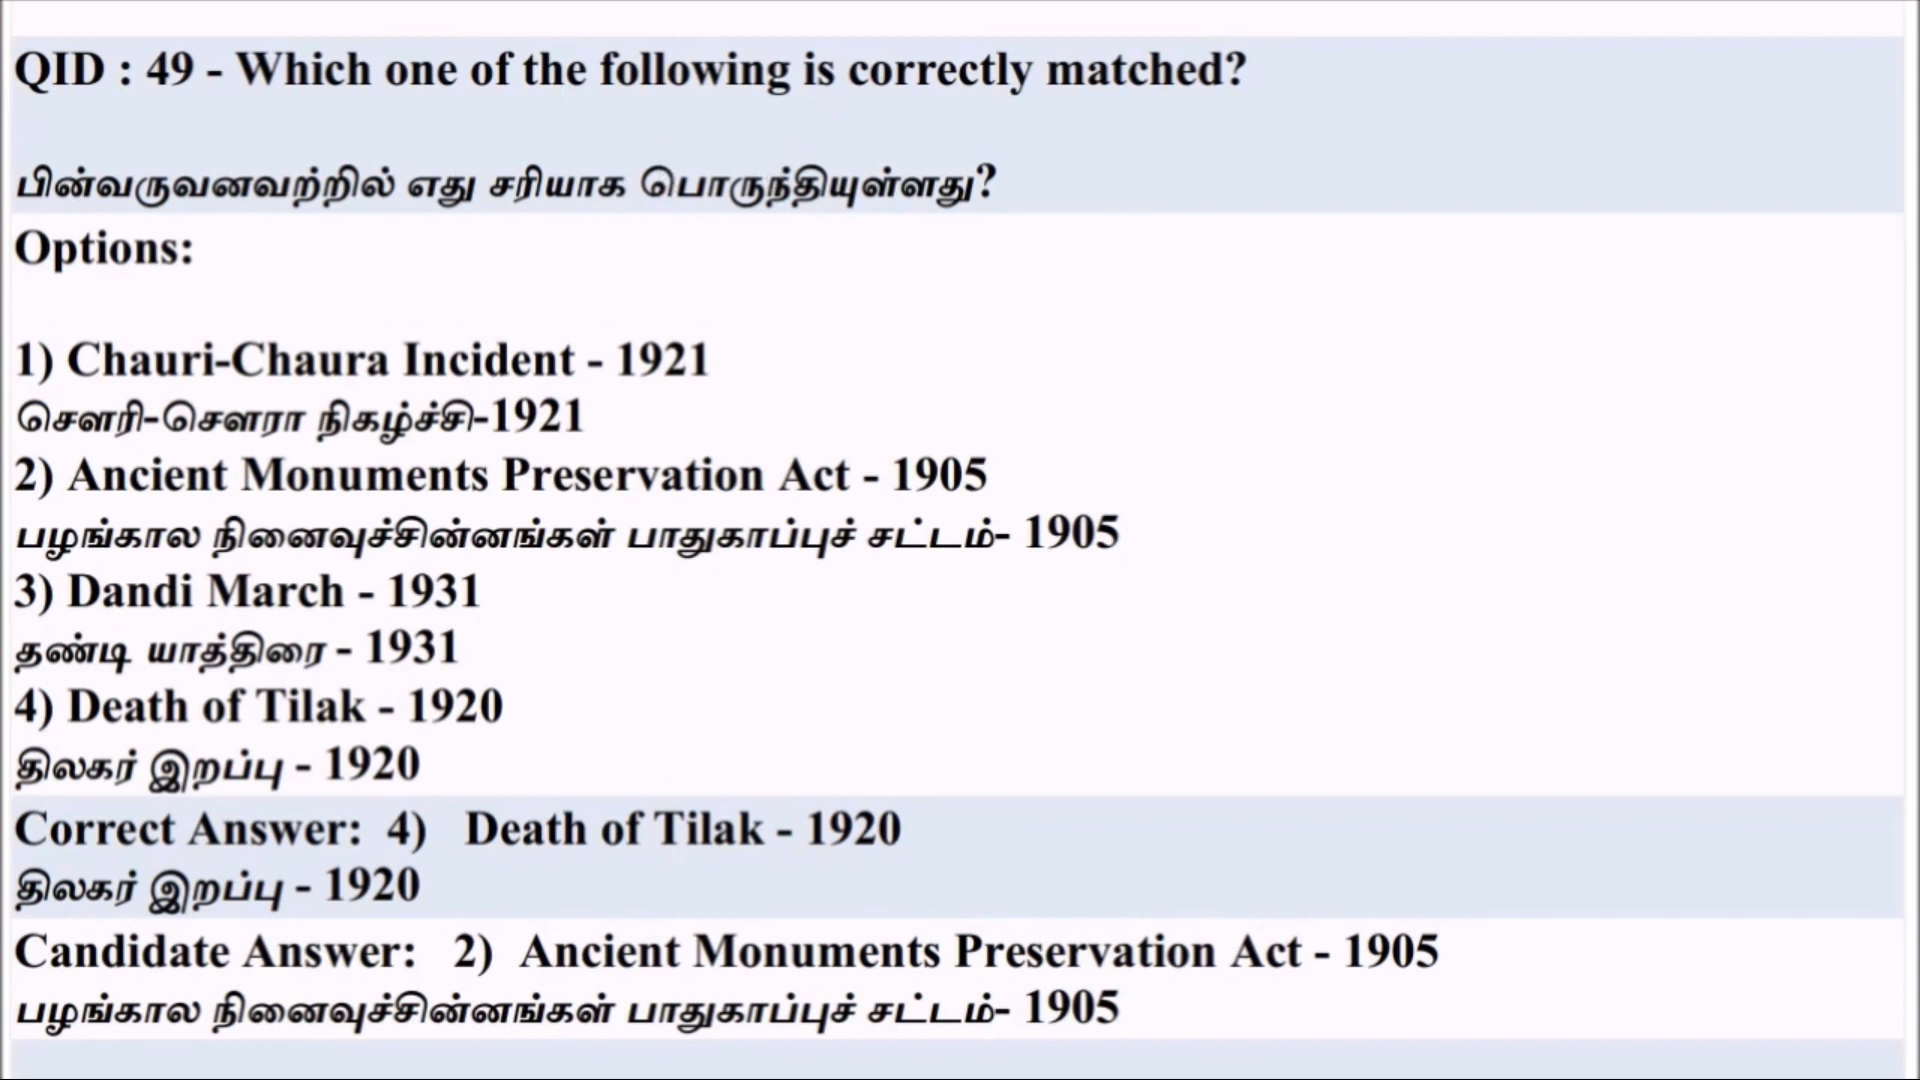 QID : 49 - Which one of the following is correctly matched?
பின்வருவனவற்றில் எது சரியாக பொருந்தியுள்ளது?
Options:
1) Chauri-Chaura Incident - 1921
சௌரி-சௌரா நிகழ்ச்சி-1921
2) Ancient Monuments Preservation Act - 1905
பழங்கால நினைவுச்சின்னங்கள் பாதுகாப்புச் சட்டம்- 1905
3) Dandi March - 1931
தண்டி யாத்திரை - 1931
4) Death of Tilak - 1920
திலகர் இறப்பு - 1920
Correct Answer: 4) Death of Tilak - 1920
திலகர் இறப்பு - 1920
Candidate Answer: 2) Ancient Monuments Preservation Act - 1905
பழங்கால நினைவுச்சின்னங்கள் பாதுகாப்புச் சட்டம்- 1905